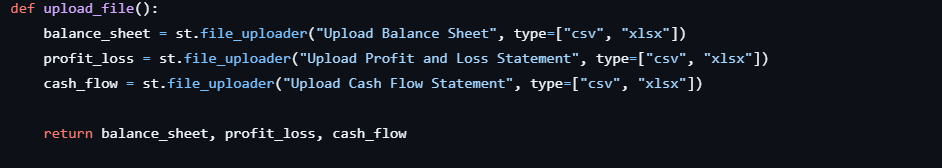 def upload_file():
    balance_sheet = st.file_uploader("Upload Balance Sheet", type=["csv", "xlsx"])
    profit_loss = st.file_uploader("Upload Profit and Loss Statement", type=["csv", "xlsx"])
    cash_flow = st.file_uploader("Upload Cash Flow Statement", type=["csv", "xlsx"])
    return balance_sheet, profit_loss, cash_flow